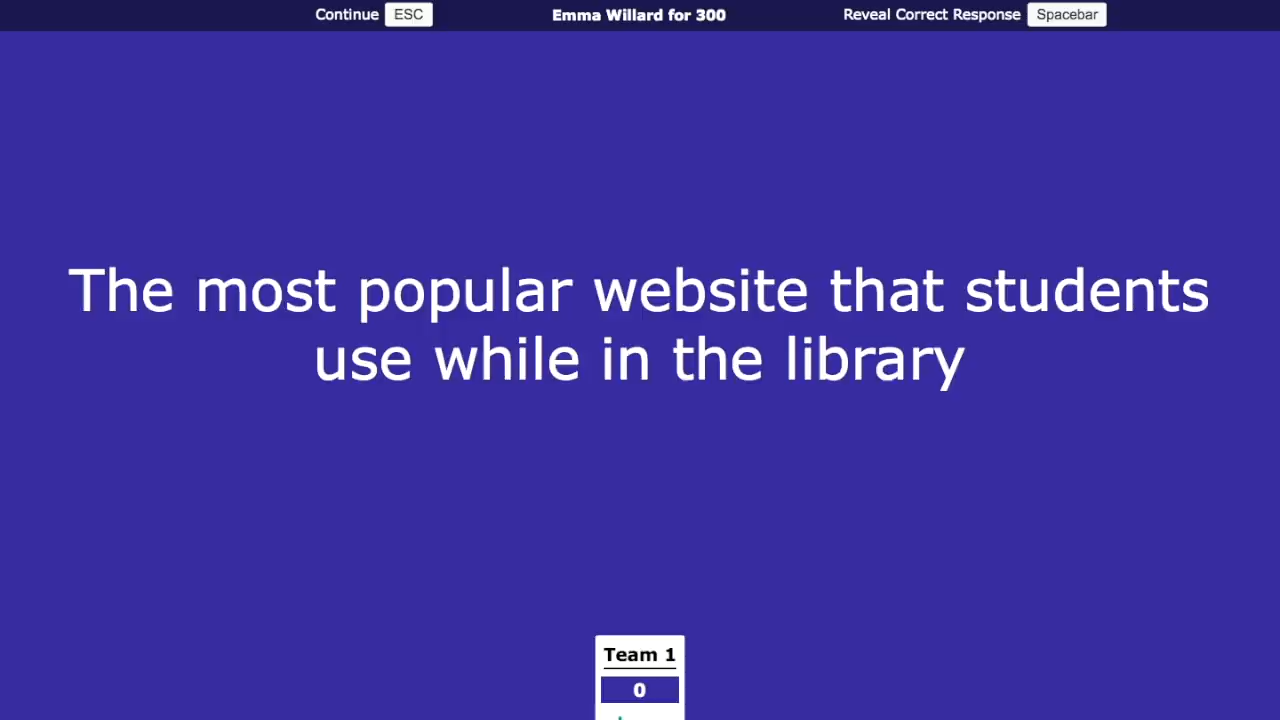 Continue ESC Emma Willard for 300 Reveal Correct Response Spacebar
The most popular website that students
use while in the library
Team 1
0